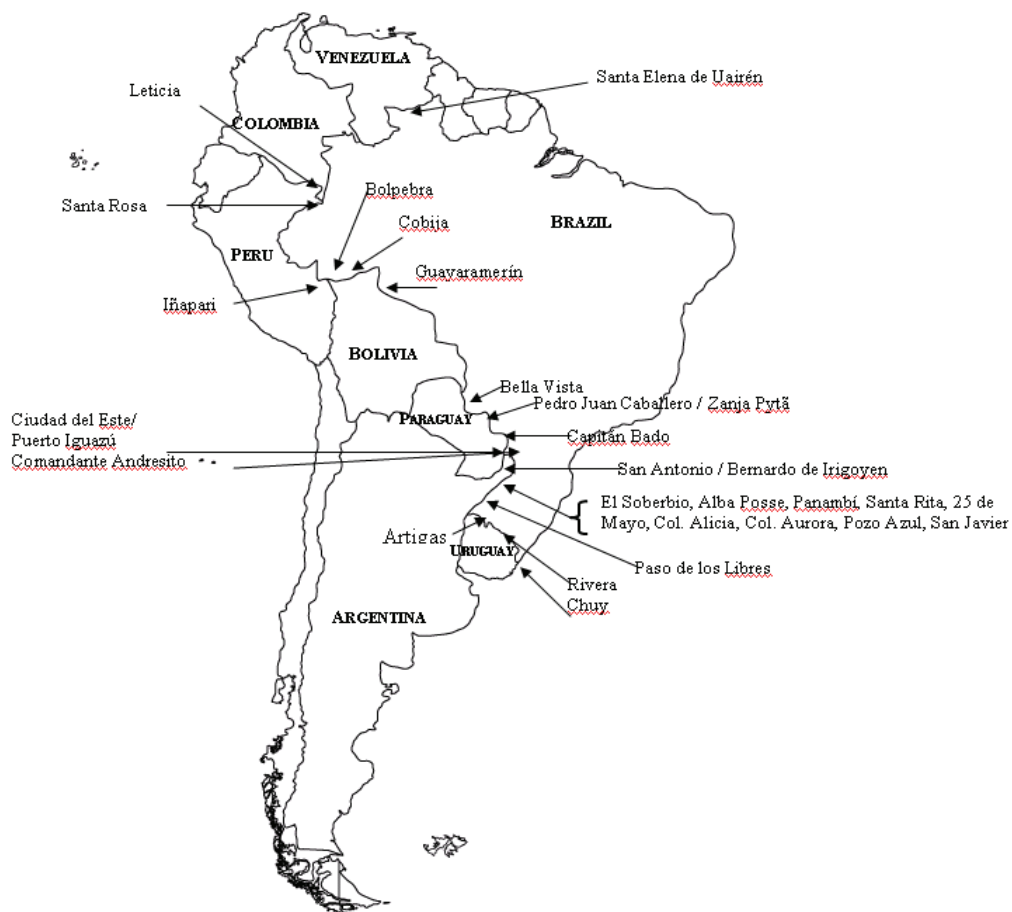 VENEZUELA
Santa Elena de Uairén
Leticia
COLOMBIA
Bolpebra
Santa Rosa
Cobija
BRAZIL
PERU
Guayaramerín
Iñapari
BOLIVIA
Bella Vista
Pedro Juan Caballero / Zanja Pytã
PARAGUAY
Ciudad del Este/
Puerto Iguazú
Comandante Andresito
Capitán Bado
San Antonio / Bernardo de Irigoyen
El Soberbio, Alba Posse, Panambí, Santa Rita, 25 de
Mayo, Col. Alicia, Col. Aurora, Pozo Azul, San Javier
Artigas
URUGUAY
Paso de los Libres
Rivera
Chuy
ARGENTINA